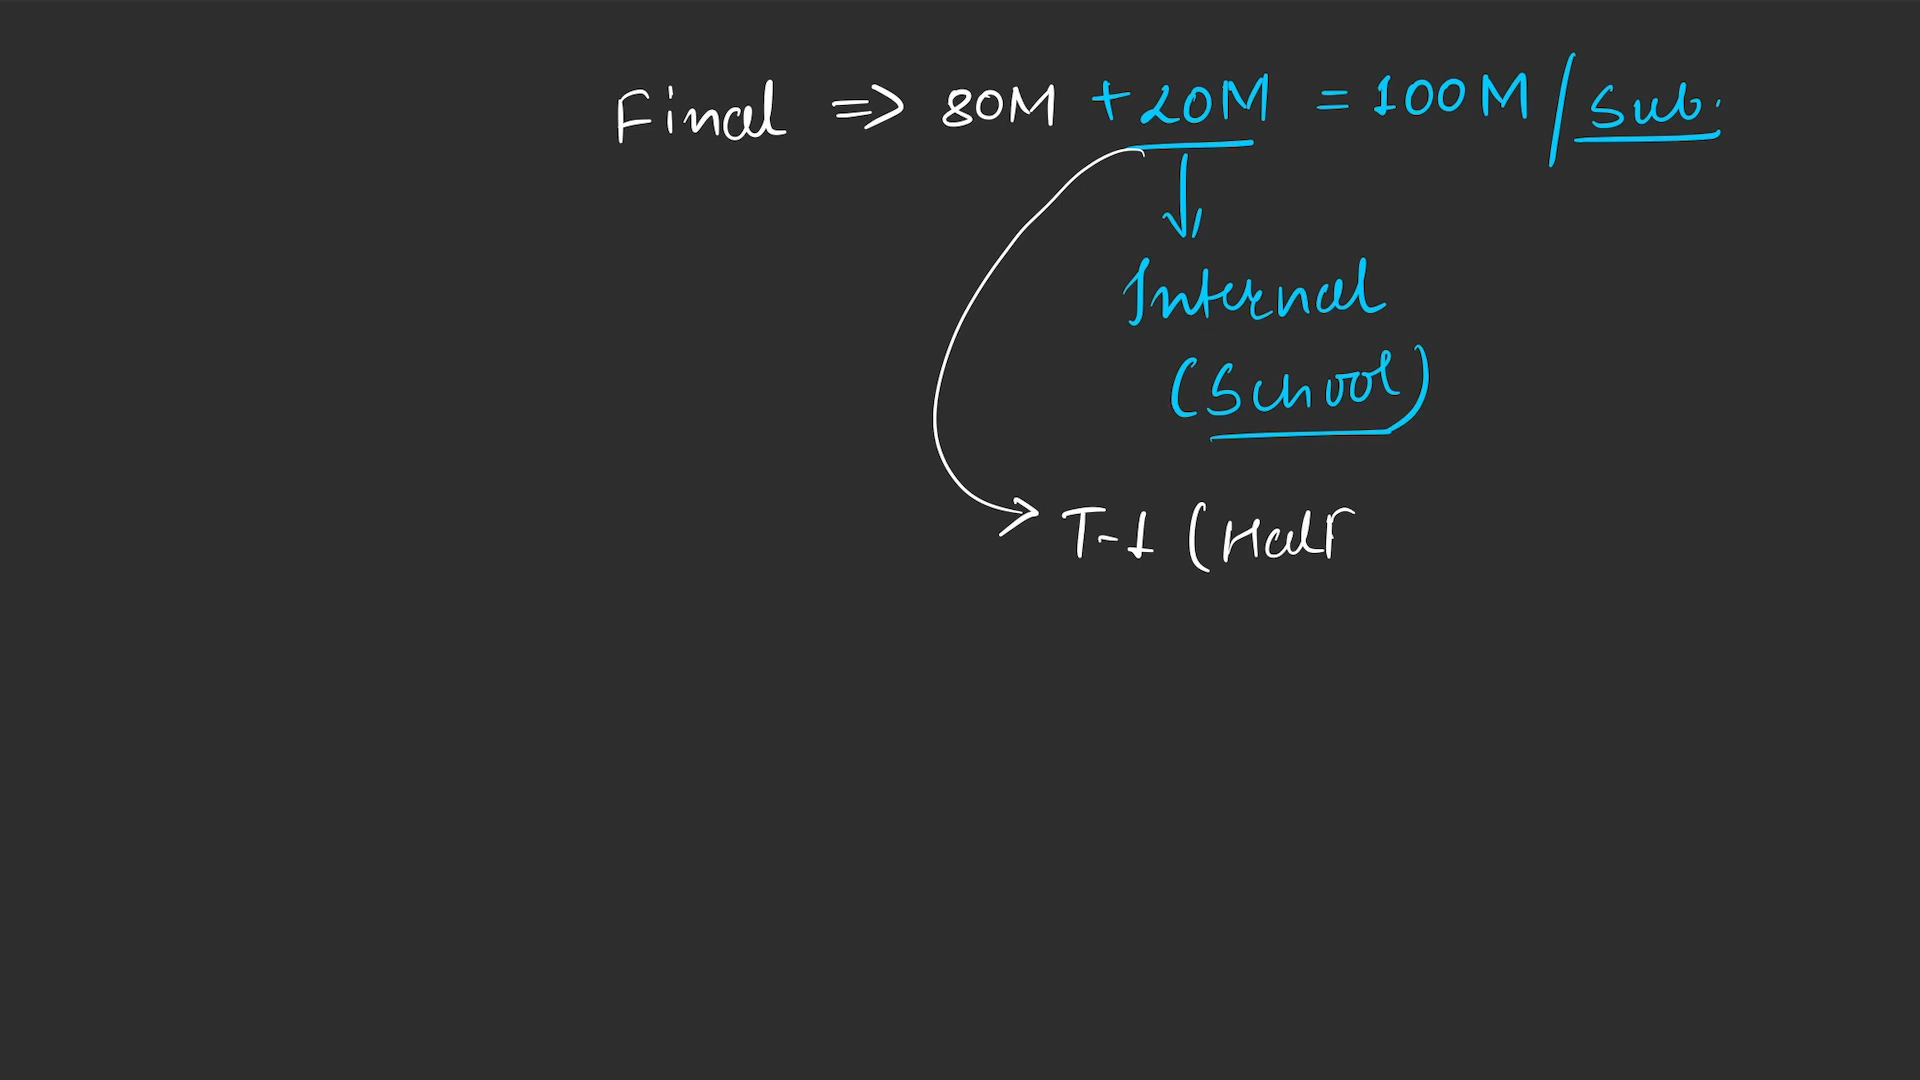 Final => 80M + 20M = 100M / Sub.
Internal
(School)
T-1 (Half